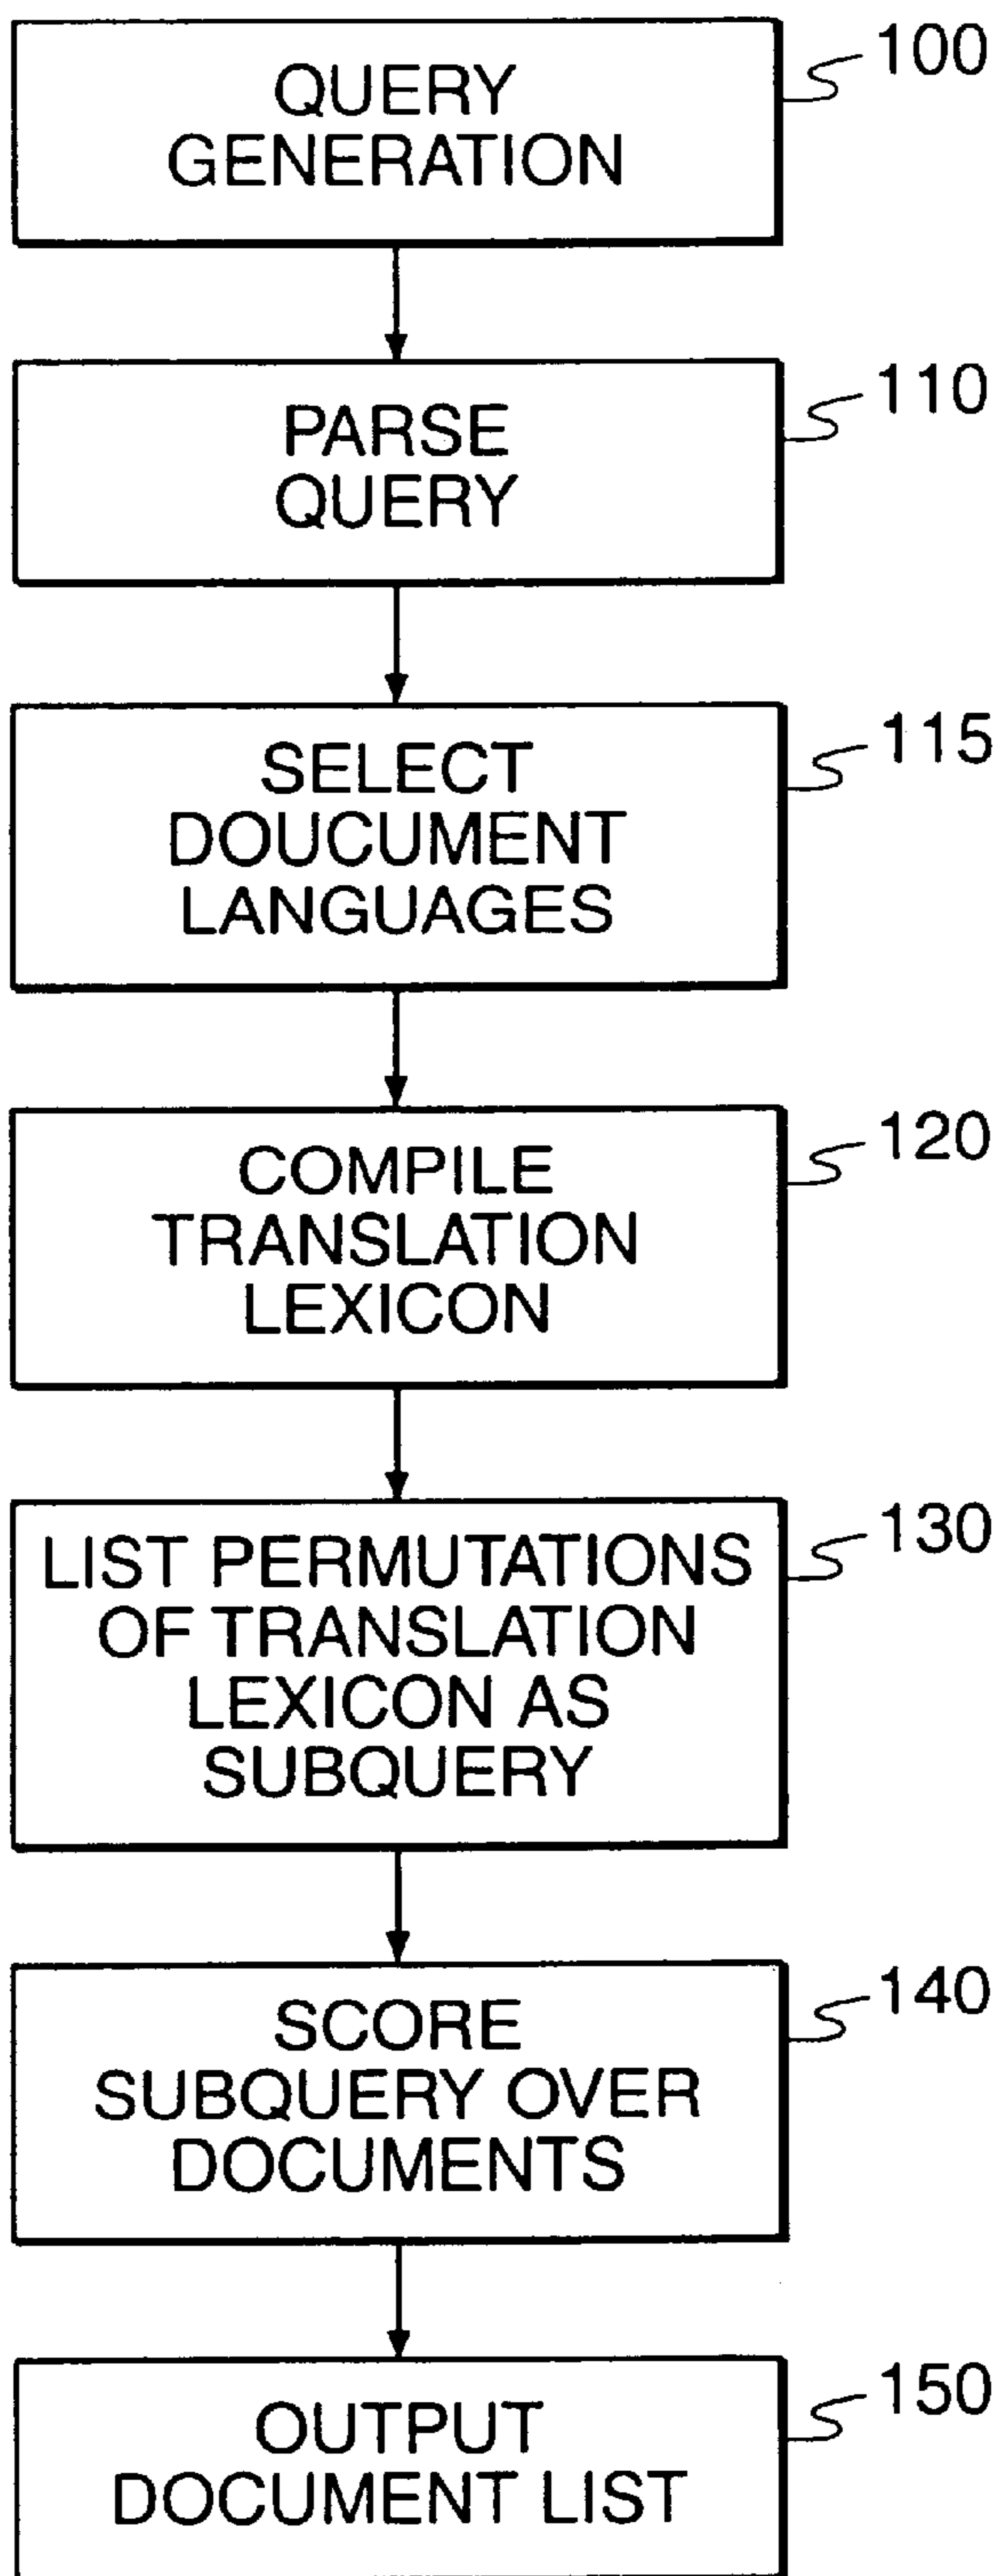 QUERY
GENERATION
100
PARSE
QUERY
110
SELECT
DOUCUMENT
LANGUAGES
115
COMPILE
TRANSLATION
LEXICON
120
LIST PERMUTATIONS
OF TRANSLATION
LEXICON AS
SUBQUERY
130
SCORE
SUBQUERY OVER
DOCUMENTS
140
OUTPUT
DOCUMENT LIST
150